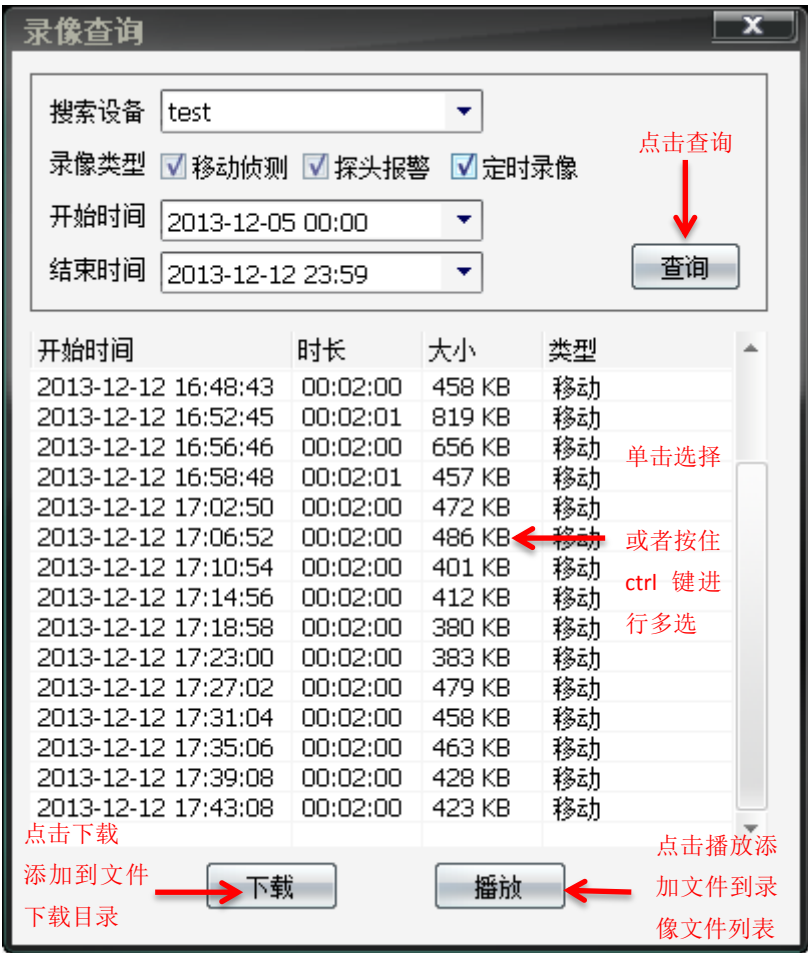 录像查询
X
搜索设备 test
录像类型 移动侦测 探头报警 定时录像
点击查询
开始时间 2013-12-05 00:00
结束时间 2013-12-12 23:59
查询
开始时间 时长 大小 类型
2013-12-12 16:48:43 00:02:00 458 KB 移动
2013-12-12 16:52:45 00:02:01 819 KB 移动
2013-12-12 16:56:46 00:02:00 656 KB 移动
2013-12-12 16:58:48 00:02:01 457 KB 移动
2013-12-12 17:02:50 00:02:00 472 KB 移动
2013-12-12 17:06:52 00:02:00 486 KB 移动
2013-12-12 17:10:54 00:02:00 401 KB 移动
2013-12-12 17:14:56 00:02:00 412 KB 移动
2013-12-12 17:18:58 00:02:00 380 KB 移动
2013-12-12 17:23:00 00:02:00 383 KB 移动
2013-12-12 17:27:02 00:02:00 479 KB 移动
2013-12-12 17:31:04 00:02:00 458 KB 移动
2013-12-12 17:35:06 00:02:00 463 KB 移动
2013-12-12 17:39:08 00:02:00 428 KB 移动
2013-12-12 17:43:08 00:02:00 423 KB 移动
单击选择
或者按住
ctrl 键进
行多选
点击下载
添加到文件
下载目录
下载
播放
点击播放添
加文件到录
像文件列表